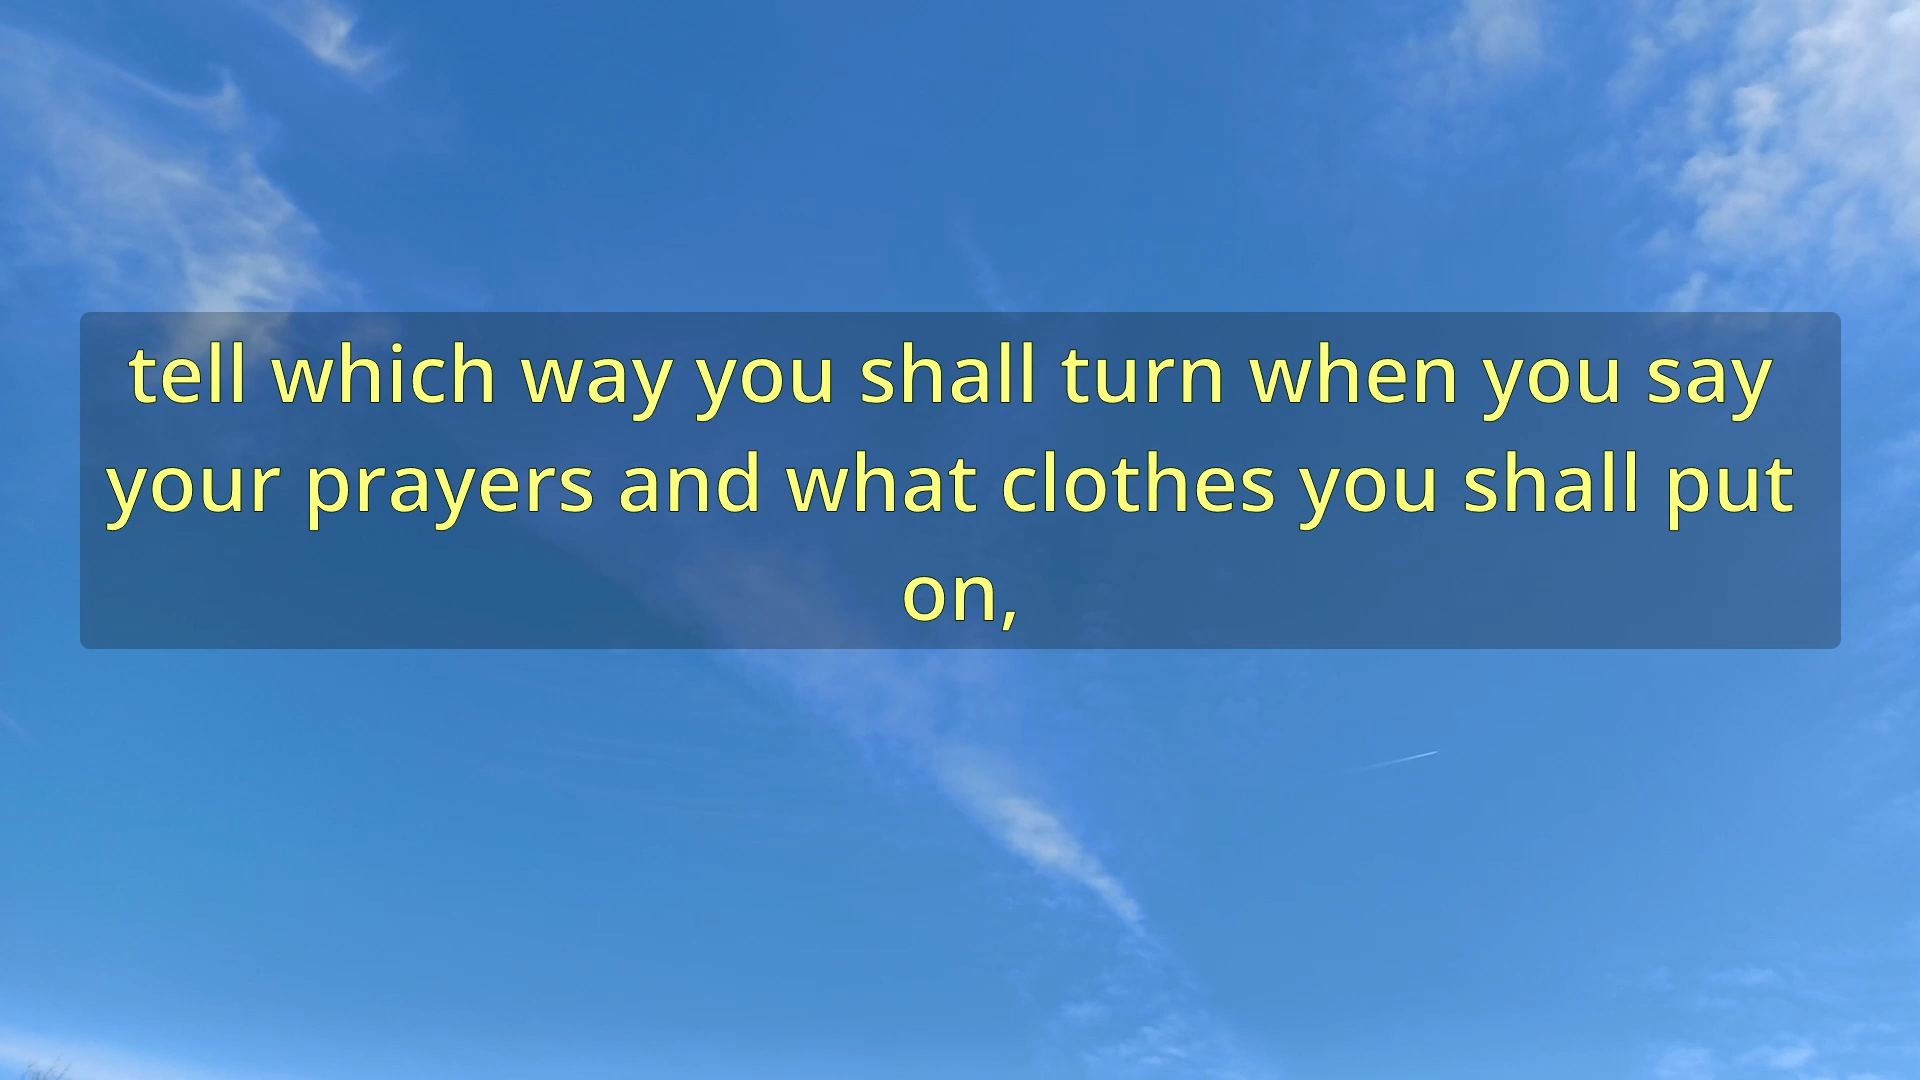 tell which way you shall turn when you say
your prayers and what clothes you shall put
on,